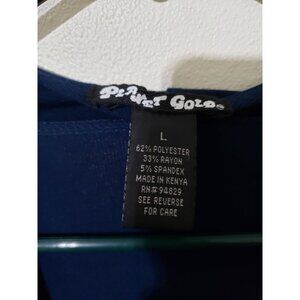 PLANET GOLD
L
62% POLYESTER
33% RAYON
5% SPANDEX
MADE IN KENYA
RN# 94829
SEE REVERSE
FOR CARE